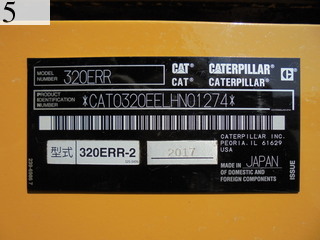 5
MODEL NUMBER 320ERR CAT® CATERPILLAR®
CAT® CATERPILLAR®
PRODUCT IDENTIFICATION NUMBER *CAT0320EELHN01274*
CATERPILLAR INC.
PEORIA.IL 61629
USA
型式 320ERR-2 2017
MADE IN JAPAN
OF DOMESTIC AND
FOREIGN COMPONENTS
ISSUE